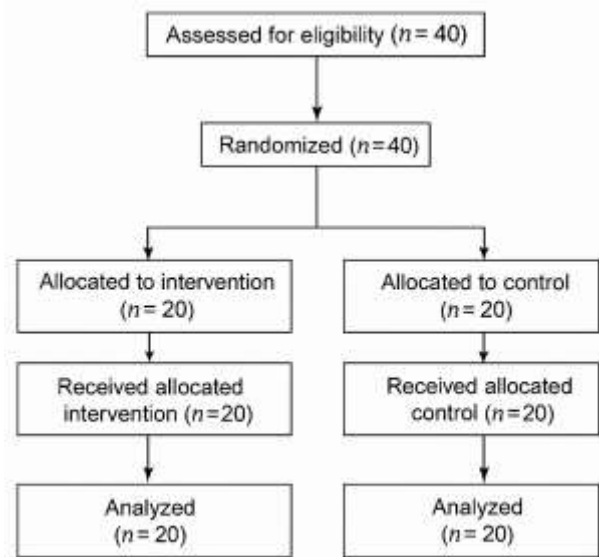 Assessed for eligibility (n = 40)
Randomized (n = 40)
Allocated to intervention
(n = 20)
Allocated to control
(n = 20)
Received allocated
intervention (n = 20)
Received allocated
control (n = 20)
Analyzed
(n = 20)
Analyzed
(n = 20)